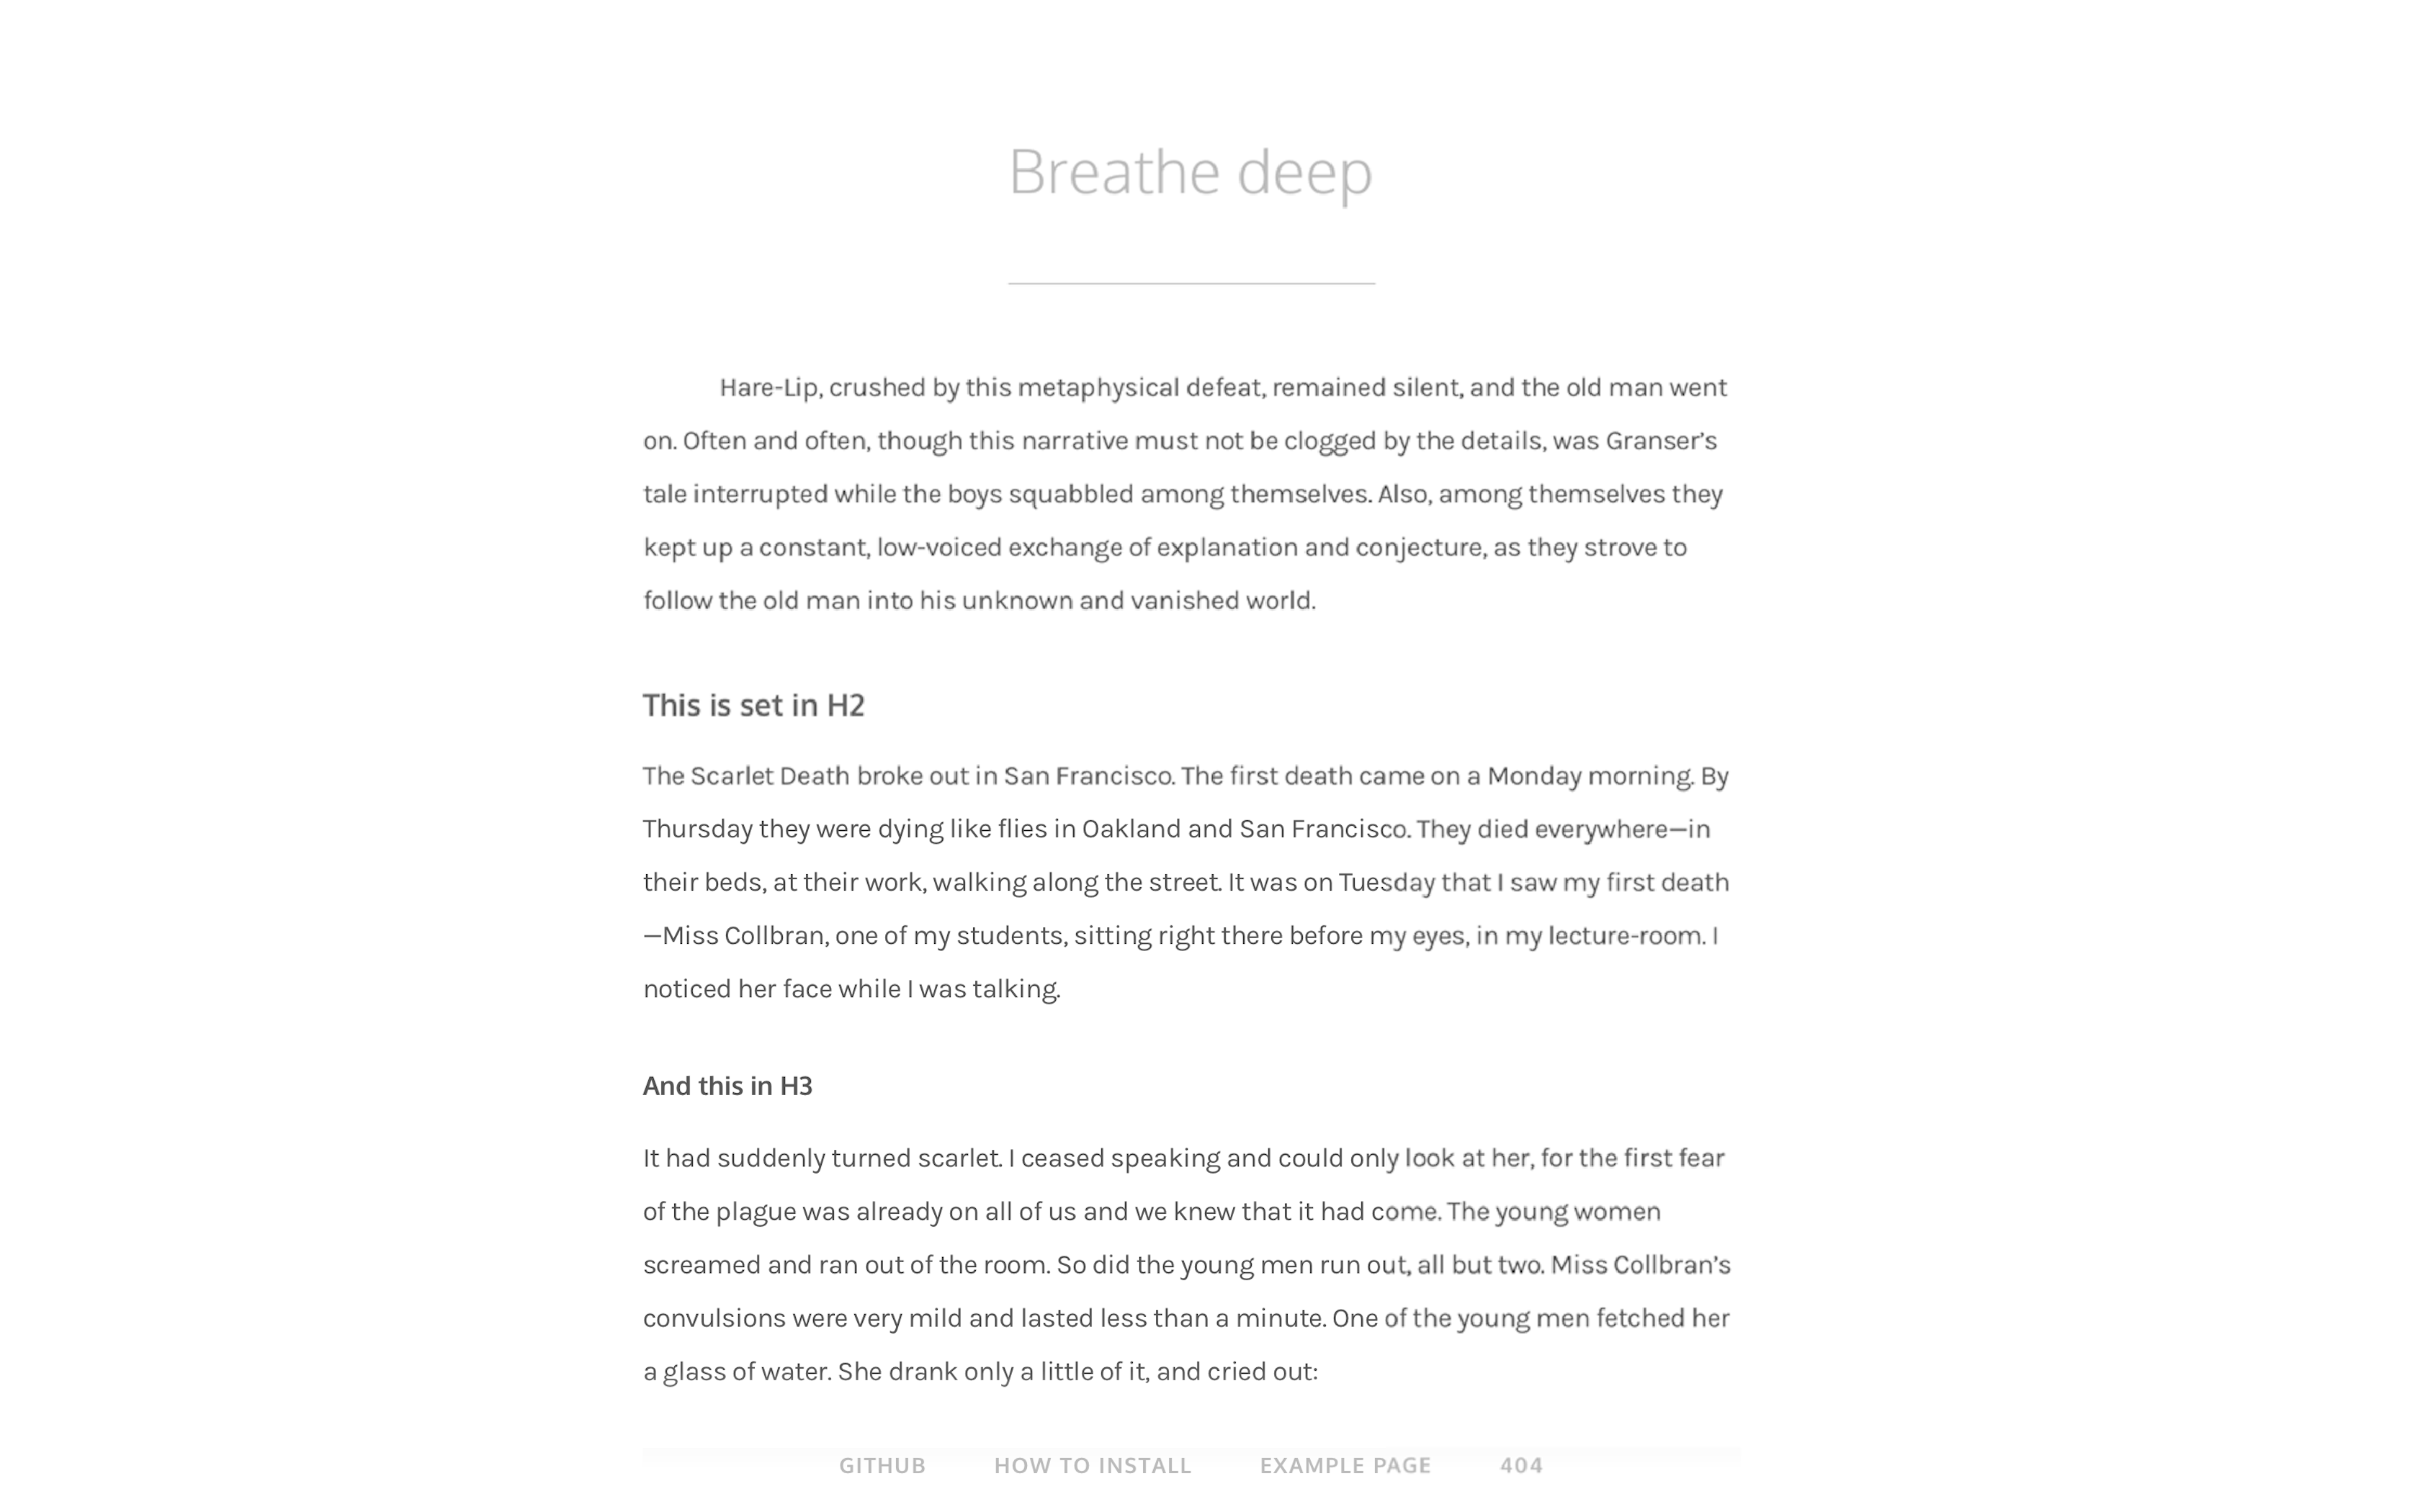 Breathe deep
Hare-Lip, crushed by this metaphysical defeat, remained silent, and the old man went
on. Often and often, though this narrative must not be clogged by the details, was Granser’s
tale interrupted while the boys squabbled among themselves. Also, among themselves they
kept up a constant, low-voiced exchange of explanation and conjecture, as they strove to
follow the old man into his unknown and vanished world.
This is set in H2
The Scarlet Death broke out in San Francisco. The first death came on a Monday morning. By
Thursday they were dying like flies in Oakland and San Francisco. They died everywhere—in
their beds, at their work, walking along the street. It was on Tuesday that I saw my first death
—Miss Collbran, one of my students, sitting right there before my eyes, in my lecture-room. I
noticed her face while I was talking.
And this in H3
It had suddenly turned scarlet. I ceased speaking and could only look at her, for the first fear
of the plague was already on all of us and we knew that it had come. The young women
screamed and ran out of the room. So did the young men run out, all but two. Miss Collbran’s
convulsions were very mild and lasted less than a minute. One of the young men fetched her
a glass of water. She drank only a little of it, and cried out:
GITHUB HOW TO INSTALL EXAMPLE PAGE 404